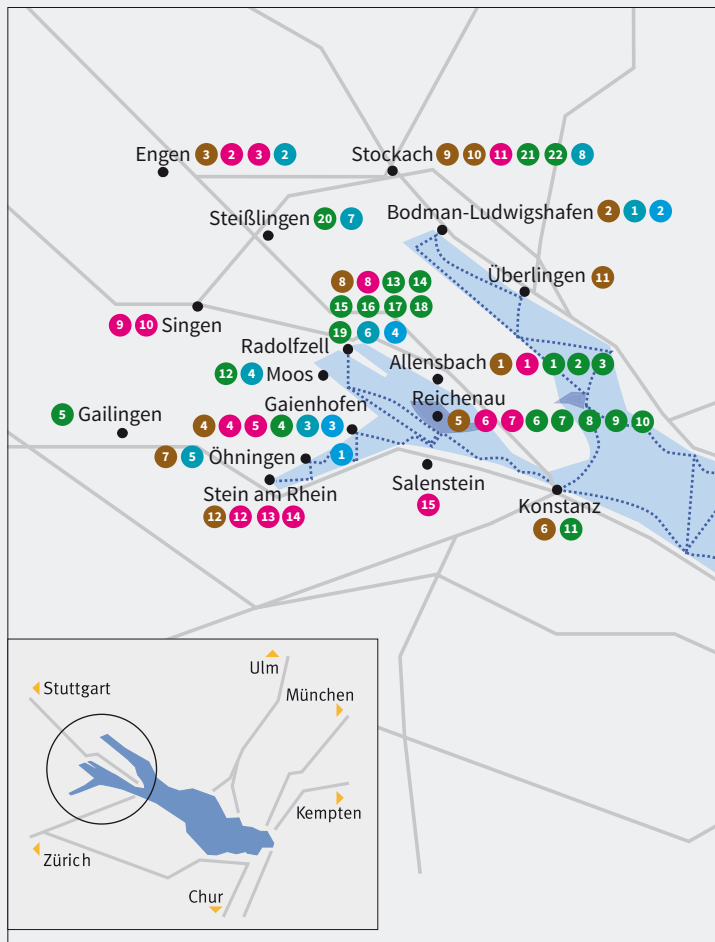 Engen 3 2 3 2
Stockach 9 10 11 21 22 8
Steißlingen 20 7
Bodman-Ludwigshafen 2 1 2
Überlingen 11
8 8 13 14
15 16 17 18
19 6 4
9 10 Singen
Radolfzell
Allensbach 1 1 1 2 3
12 4 Moos
Reichenau 5 6 7 6 7 8 9 10
5 Gailingen
Gaienhofen
4 4 5 4 3 3
7 5 Öhningen 1
Stein am Rhein
12 12 13 14
Salenstein
15
Konstanz
6 11
Ulm
Stuttgart
München
Kempten
Zürich
Chur